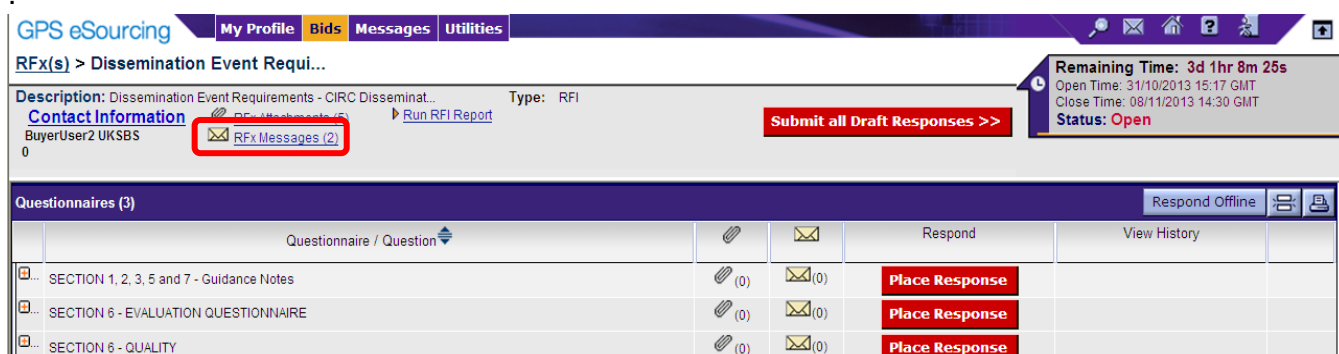 GPS eSourcing My Profile Bids Messages Utilities
RFx(s) > Dissemination Event Requi...
Remaining Time: 3d 1hr 8m 25s
Open Time: 31/10/2013 15:17 GMT
Close Time: 08/11/2013 14:30 GMT
Status: Open
Description: Dissemination Event Requirements - CIRC Disseminat... Type: RFI
Contact Information RFx Attachments (5) Run RFI Report
BuyerUser2 UKSBS RFx Messages (2)
0
Submit all Draft Responses >>
Questionnaires (3) Respond Offline
Questionnaire / Question Respond View History
SECTION 1, 2, 3, 5 and 7 - Guidance Notes (0) (0) Place Response
SECTION 6 - EVALUATION QUESTIONNAIRE (0) (0) Place Response
SECTION 6 - QUALITY (0) (0) Place Response